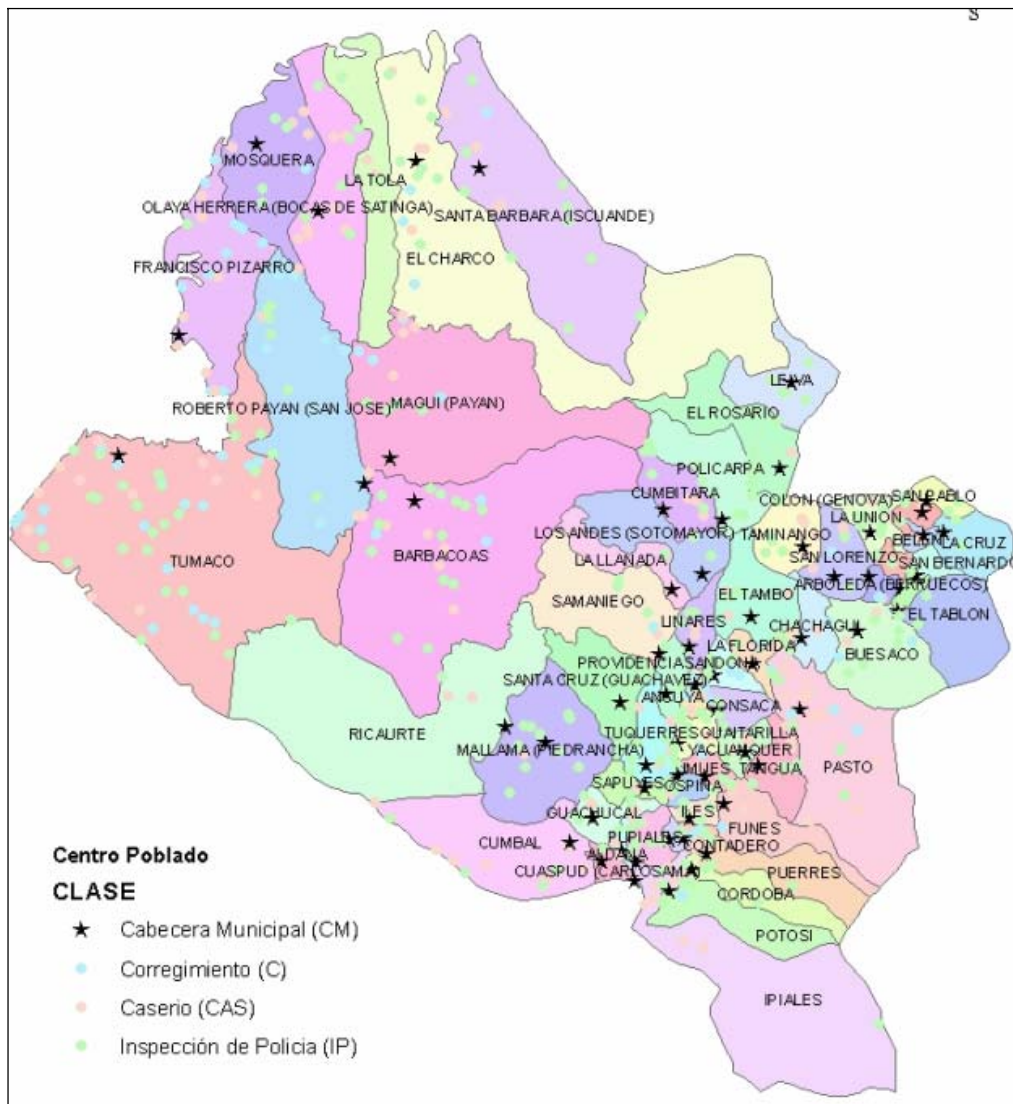 S
MOSQUERA
LA TOLA
OLAYA HERRERA (BOCAS DE SATINGA)
SANTA BARBARA (ISCUANDE)
EL CHARCO
FRANCISCO PIZARRO
LEIVA
ROBERTO PAYAN (SAN JOSE)
MAGUI (PAYAN)
EL ROSARIO
POLICARPA
CUMBITARA
COLON (GENOVA)
SAN PABLO
LA UNION
LOS ANDES (SOTOMAYOR)
TAMINANGO
BELEN
LA CRUZ
TUMACO
BARBACOAS
LA LLANADA
SAN LORENZO
SAN BERNARDO
ARBOLEDA (BERRUECOS)
SAMANIEGO
EL TAMBO
LINARES
CHACHAGUI
EL TABLON
LA FLORIDA
BUESACO
PROVIDENCIA
SANDONA
SANTA CRUZ (GUACHAVEZ)
ANCUYA
CONSACA
RICAURTE
TUQUERRES
GUAITARILLA
MALLAMA (PIEDRANCHA)
YACUANQUER
IMUES
TANGUA
PASTO
SAPUYES
OSPINA
GUACHUCAL
ILES
FUNES
CUMBAL
PUPIALES
CONTADERO
ALDANA
CUASPUD (CARLOSAMA)
PUERRES
CORDOBA
POTOSI
IPIALES
Centro Poblado
CLASE
Cabecera Municipal (CM)
Corregimiento (C)
Caserio (CAS)
Inspección de Policia (IP)